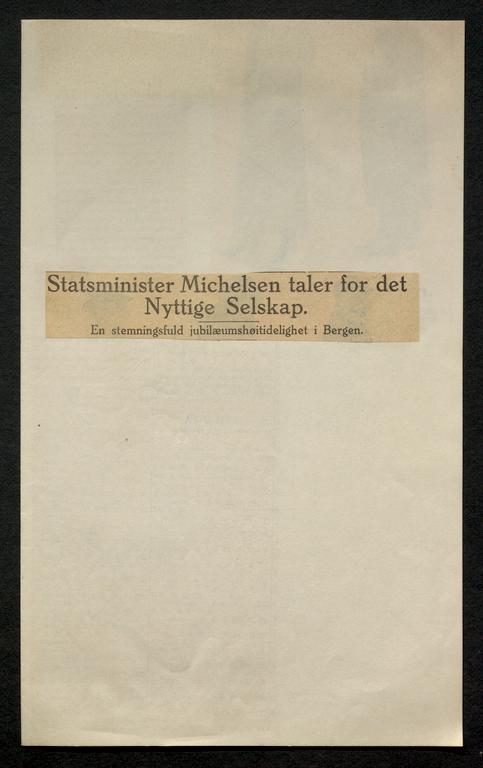 Statsminister Michelsen taler for det
Nyttige Selskap.
En stemningsfuld jubilæumshøitidelighet i Bergen.